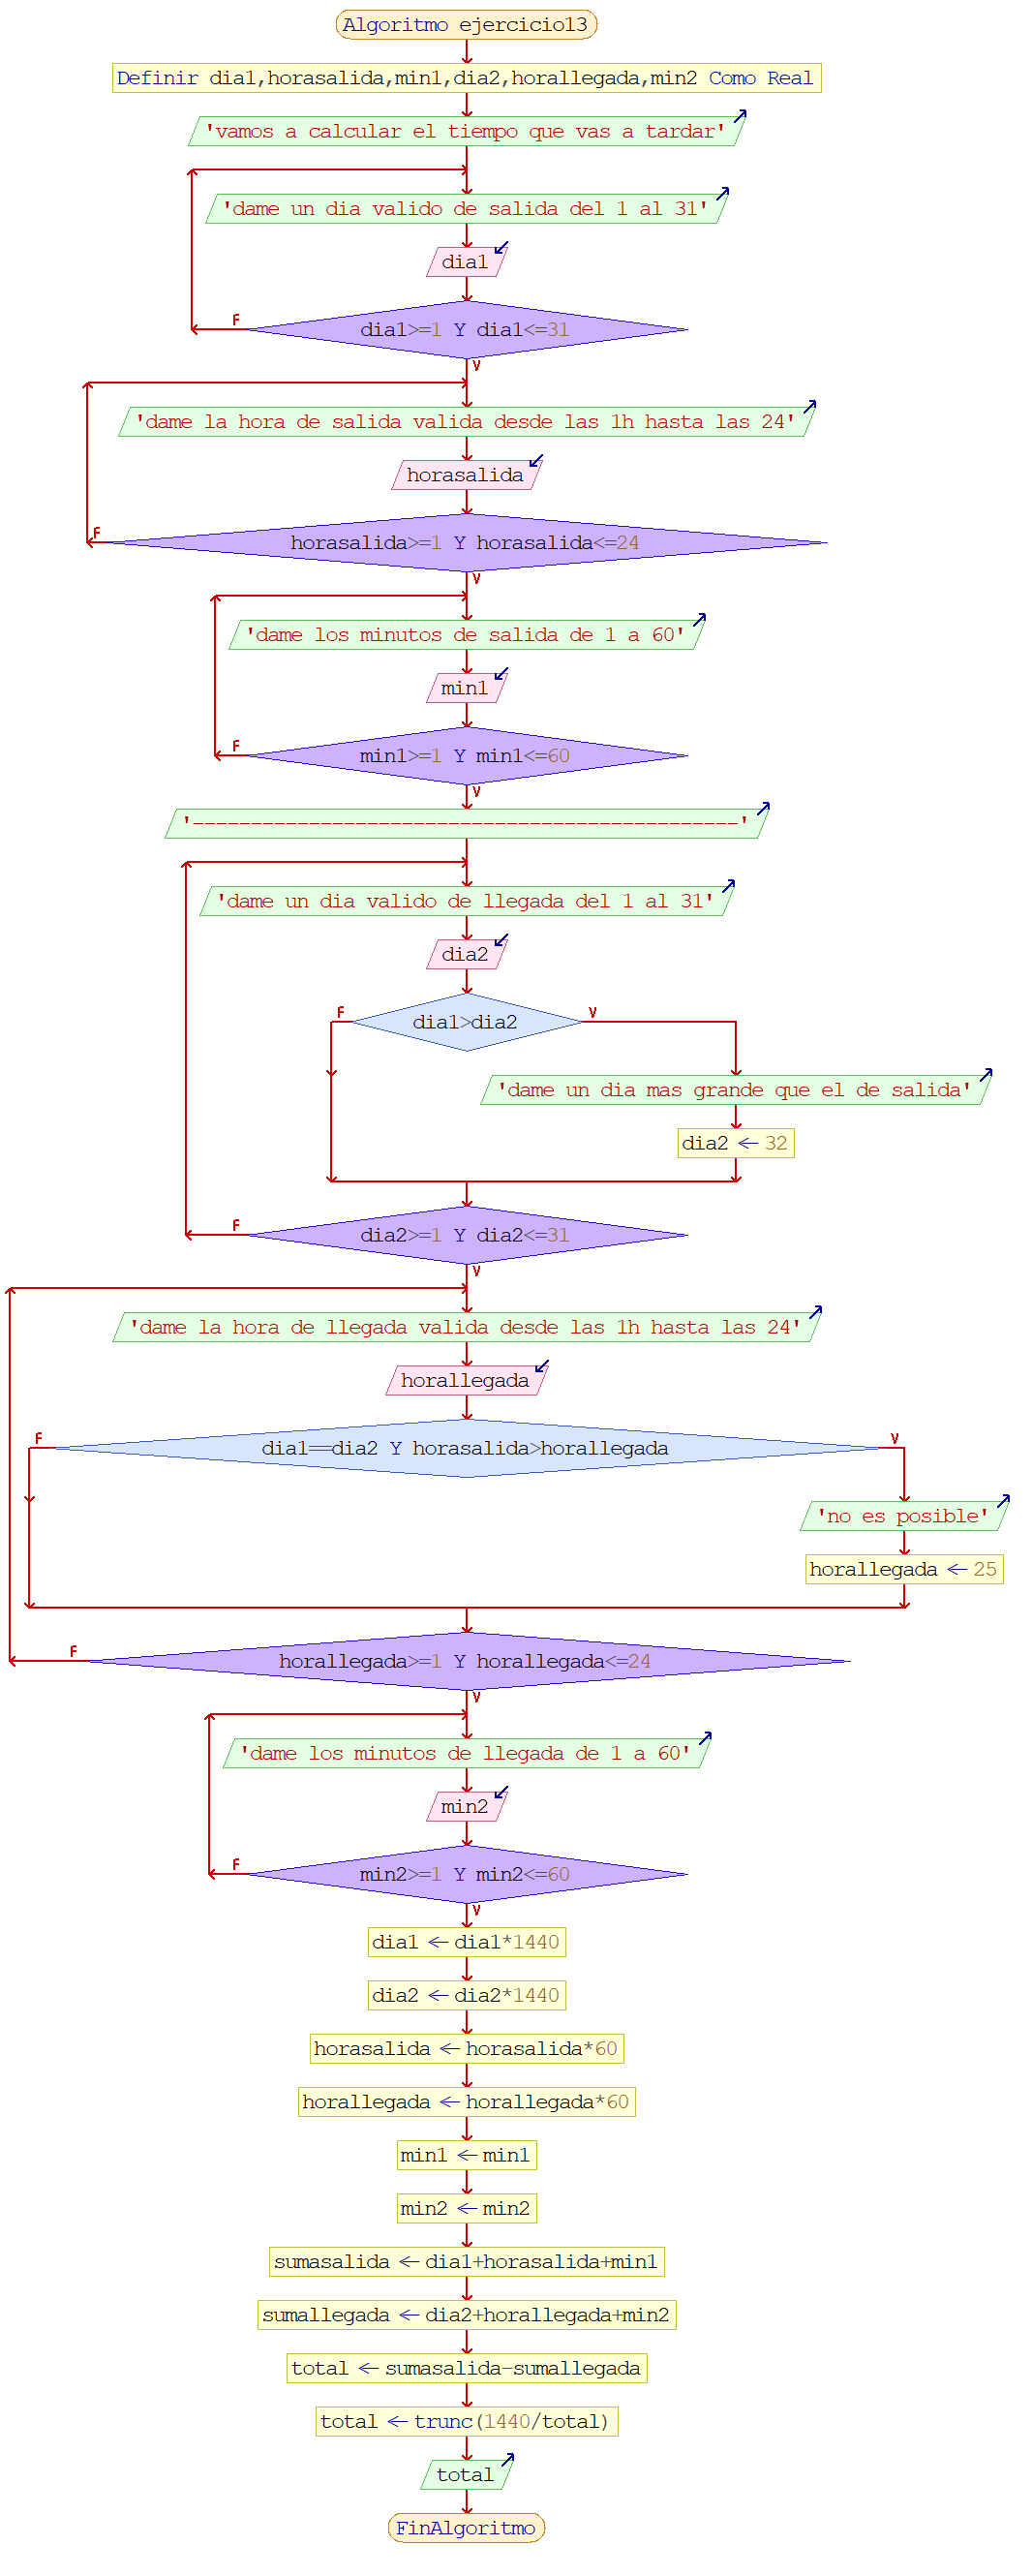 Algoritmo ejercicio13
Definir dia1,horasalida,min1,dia2,horallegada,min2 Como Real
'vamos a calcular el tiempo que vas a tardar'
'dame un dia valido de salida del 1 al 31'
dia1
F
dia1>=1 Y dia1<=31
V
'dame la hora de salida valida desde las 1h hasta las 24'
horasalida
F
horasalida>=1 Y horasalida<=24
V
'dame los minutos de salida de 1 a 60'
min1
F
min1>=1 Y min1<=60
V
'-----------------------------------------------'
'dame un dia valido de llegada del 1 al 31'
dia2
F
V
dia1>dia2
'dame un dia mas grande que el de salida'
dia2 ← 32
F
dia2>=1 Y dia2<=31
V
'dame la hora de llegada valida desde las 1h hasta las 24'
horallegada
F
V
dia1==dia2 Y horasalida>horallegada
'no es posible'
horallegada ← 25
F
horallegada>=1 Y horallegada<=24
V
'dame los minutos de llegada de 1 a 60'
min2
F
min2>=1 Y min2<=60
V
dia1 ← dia1*1440
dia2 ← dia2*1440
horasalida ← horasalida*60
horallegada ← horallegada*60
min1 ← min1
min2 ← min2
sumasalida ← dia1+horasalida+min1
sumallegada ← dia2+horallegada+min2
total ← sumasalida-sumallegada
total ← trunc(1440/total)
total
FinAlgoritmo